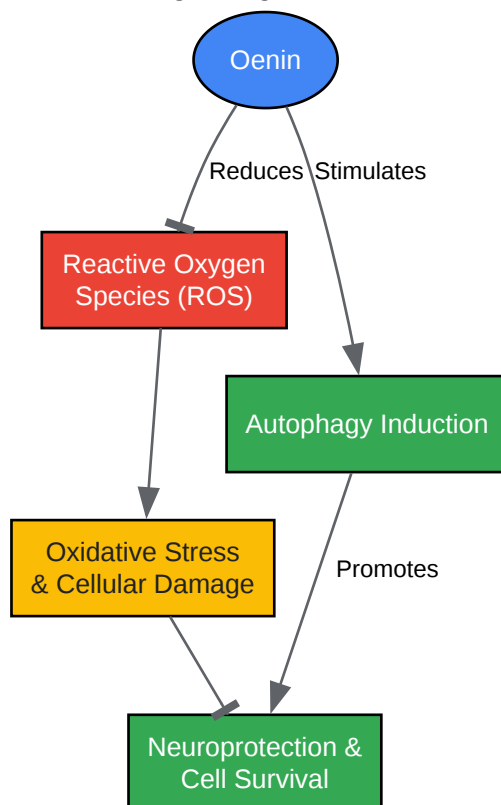 Oenin
Reduces
Stimulates
Reactive Oxygen
Species (ROS)
Autophagy Induction
Oxidative Stress
& Cellular Damage
Promotes
Neuroprotection &
Cell Survival